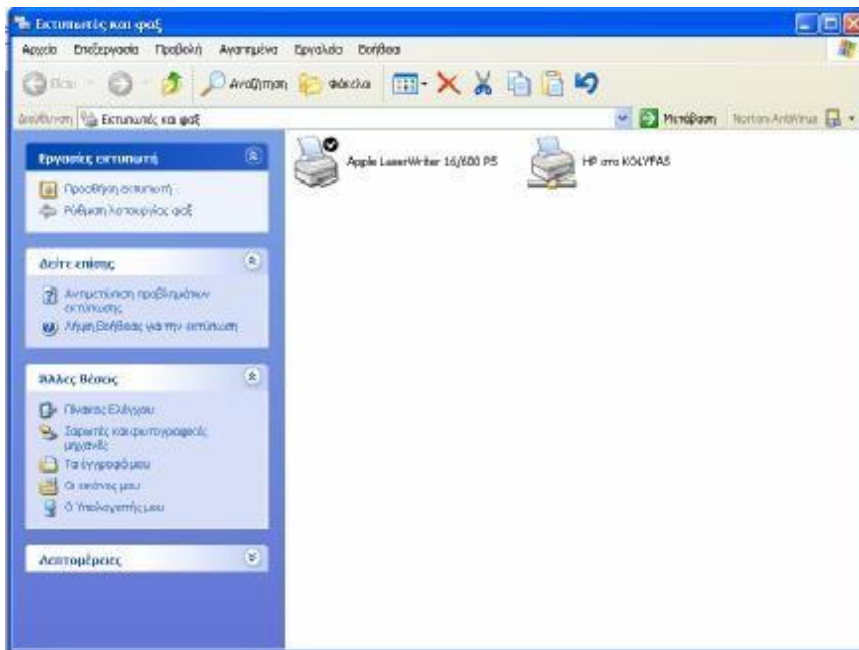 Εκτυπωτές και φαξ
Αρχείο Επεξεργασία Προβολή Αγαπημένα Εργαλεία Βοήθεια
Πίσω Αναζήτηση Φάκελοι
Διεύθυνση Εκτυπωτές και φαξ Μετάβαση Norton AntiVirus
Εργασίες εκτυπωτή
Προσθήκη εκτυπωτή
Ρύθμιση λειτουργίας φαξ
Apple LaserWriter 16/600 PS
HP στο KOLYFAS
Δείτε επίσης
Αντιμετώπιση προβλημάτων
εκτύπωσης
Λήψη βοήθειας για την εκτύπωση
Άλλες θέσεις
Πίνακας Ελέγχου
Σαρωτές και φωτογραφικές
μηχανές
Τα έγγραφά μου
Οι εικόνες μου
Ο Υπολογιστής μου
Λεπτομέρειες